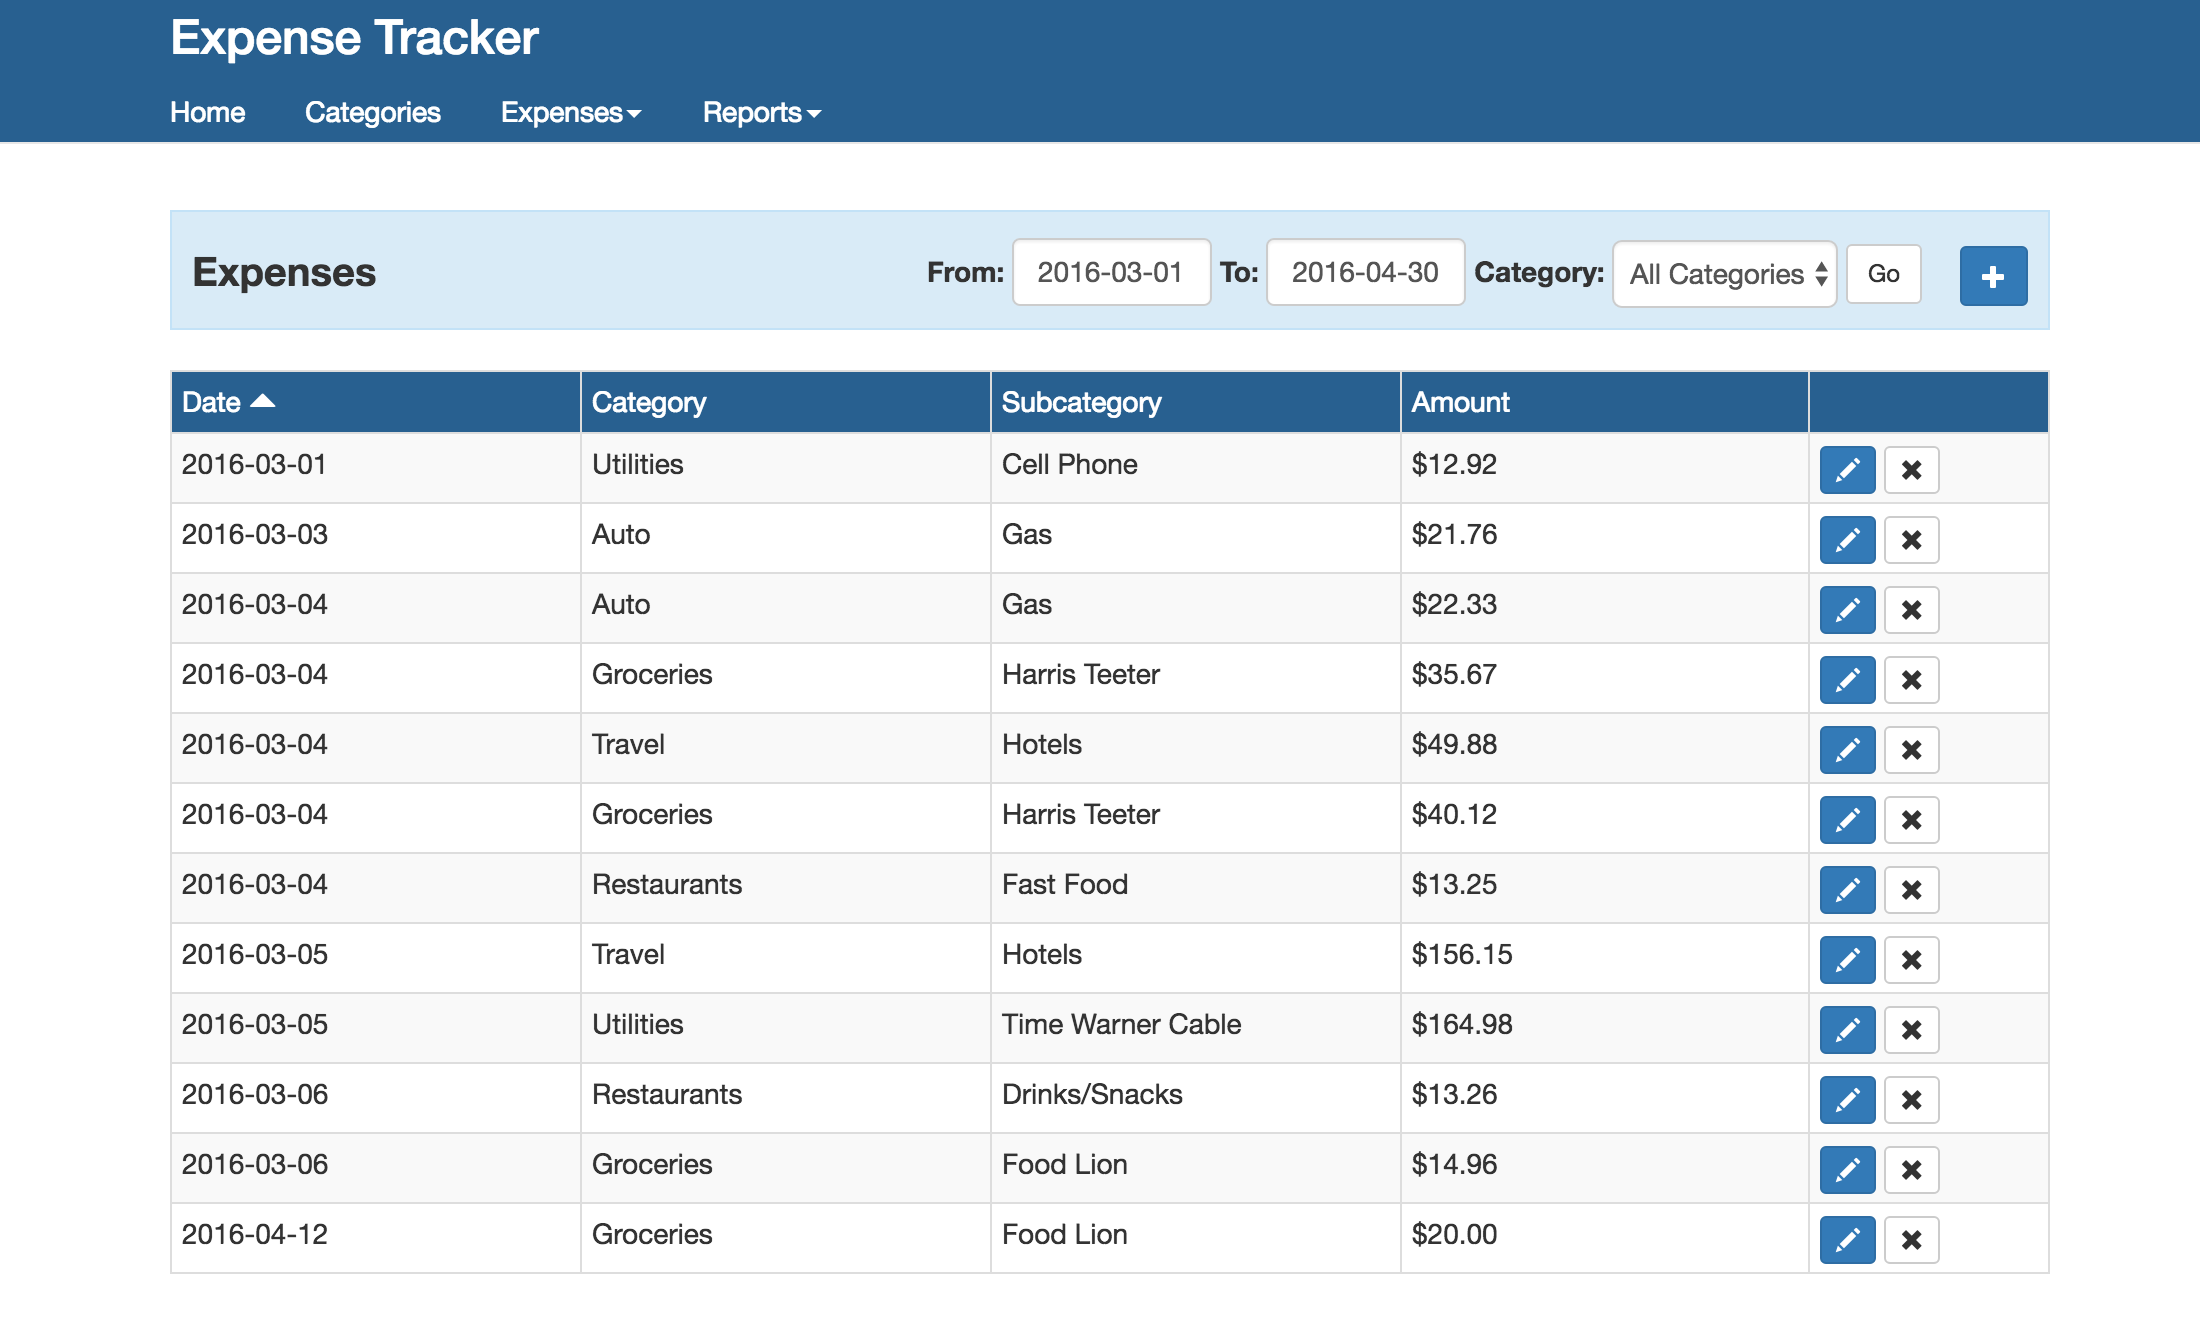 Expense Tracker
Home Categories Expenses Reports
Expenses From: 2016-03-01 To: 2016-04-30 Category: All Categories Go
Date Category Subcategory Amount
2016-03-01 Utilities Cell Phone $12.92
2016-03-03 Auto Gas $21.76
2016-03-04 Auto Gas $22.33
2016-03-04 Groceries Harris Teeter $35.67
2016-03-04 Travel Hotels $49.88
2016-03-04 Groceries Harris Teeter $40.12
2016-03-04 Restaurants Fast Food $13.25
2016-03-05 Travel Hotels $156.15
2016-03-05 Utilities Time Warner Cable $164.98
2016-03-06 Restaurants Drinks/Snacks $13.26
2016-03-06 Groceries Food Lion $14.96
2016-04-12 Groceries Food Lion $20.00